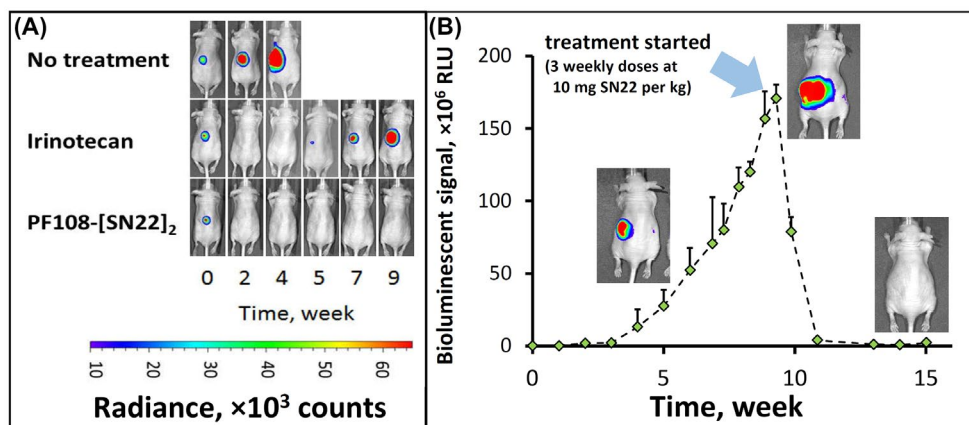 (A)
No treatment
Irinotecan
PF108-[SN22]₂
0 2 4 5 7 9
Time, week
10 20 30 40 50 60
Radiance, ×10³ counts
(B)
Bioluminescent signal, ×10⁶ RLU
200
150
100
50
0
treatment started
(3 weekly doses at
10 mg SN22 per kg)
0 5 10 15
Time, week